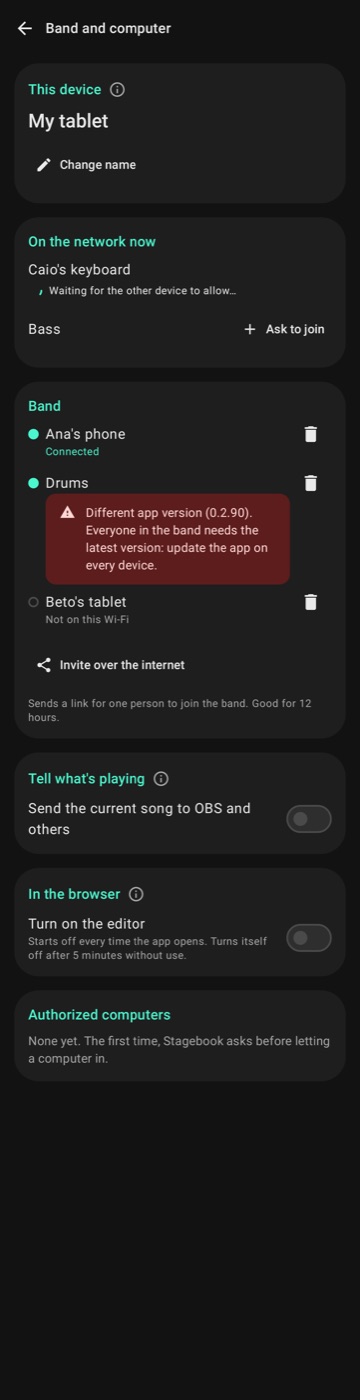 Band and computer
This device
My tablet
Change name
On the network now
Caio's keyboard
Waiting for the other device to allow…
Bass
Ask to join
Band
Ana's phone
Connected
Drums
Different app version (0.2.90).
Everyone in the band needs the
latest version: update the app on
every device.
Beto's tablet
Not on this Wi-Fi
Invite over the internet
Sends a link for one person to join the band. Good for 12
hours.
Tell what's playing
Send the current song to OBS and
others
In the browser
Turn on the editor
Starts off every time the app opens. Turns itself
off after 5 minutes without use.
Authorized computers
None yet. The first time, Stagebook asks before letting
a computer in.